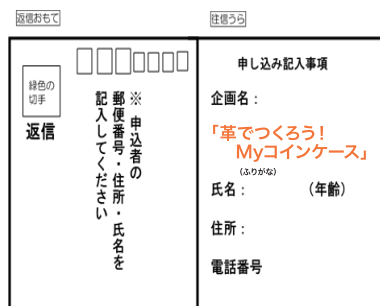 返信おもて
緑色の
切手
返信
※ 申込者の
郵便番号・住所・氏名を
記入してください
往信うら
申し込み記入事項
企画名：
「革でつくろう！
Myコインケース」
(ふりがな)
氏名：　　　(年齢)
住所：
電話番号